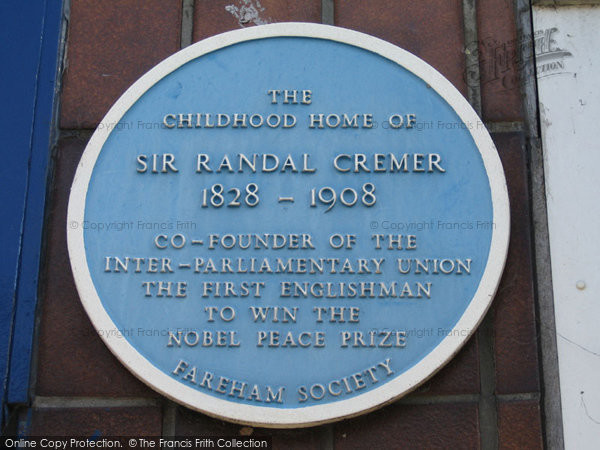 THE
CHILDHOOD HOME OF
SIR RANDAL CREMER
1828 - 1908
CO-FOUNDER OF THE
INTER-PARLIAMENTARY UNION
THE FIRST ENGLISHMAN
TO WIN THE
NOBEL PEACE PRIZE
FAREHAM SOCIETY
Online Copy Protection. © The Francis Frith Collection